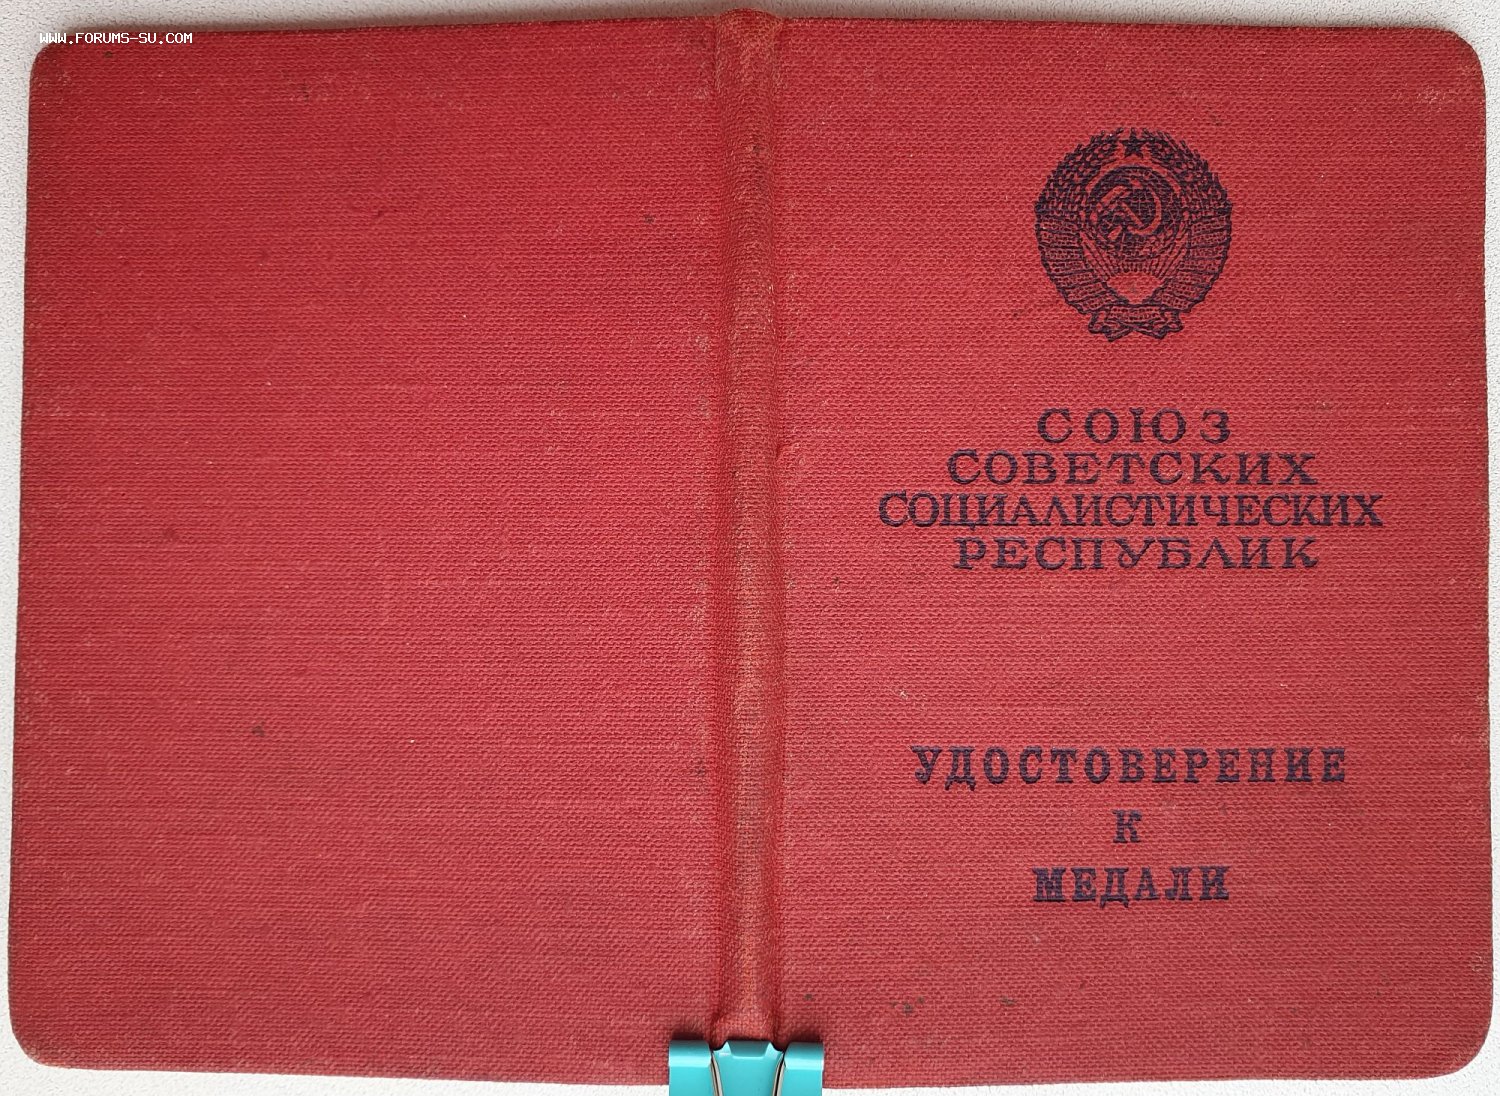 WWW.FORUMS-SU.COM
СОЮЗ
СОВЕТСКИХ
СОЦИАЛИСТИЧЕСКИХ
РЕСПУБЛИК
УДОСТОВЕРЕНИЕ
К
МЕДАЛИ